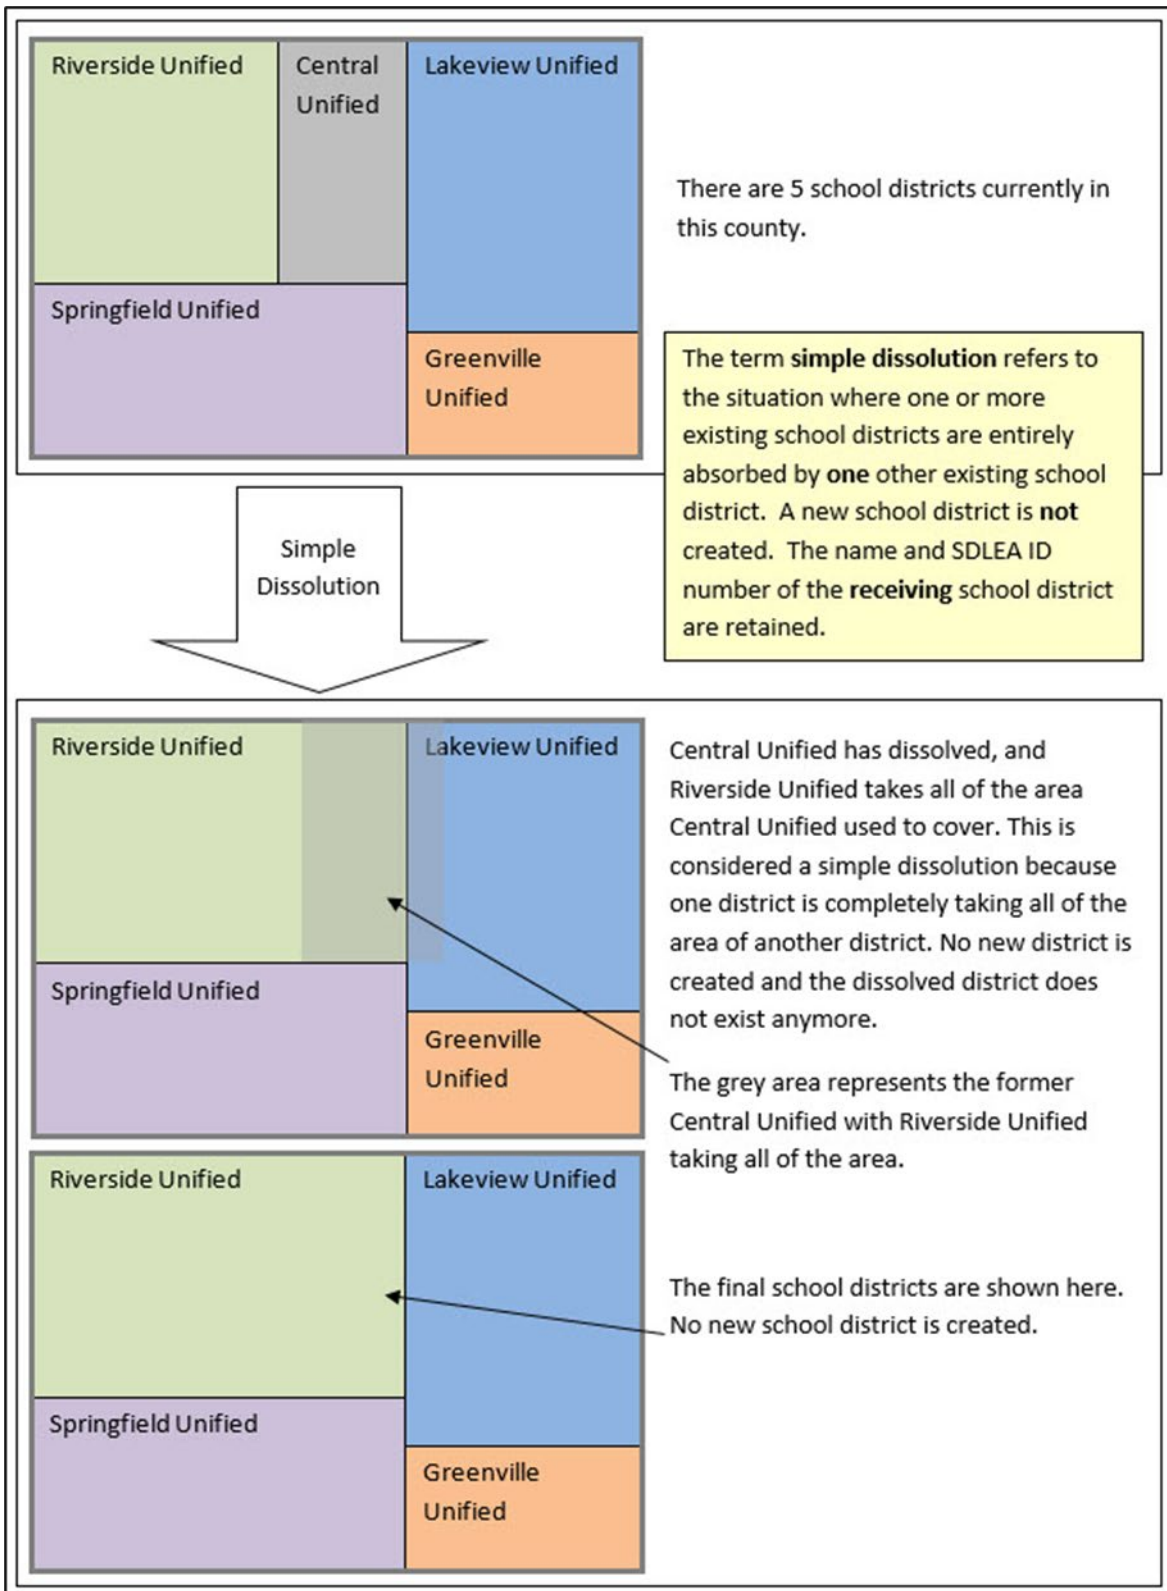 Riverside Unified
Central
Unified
Lakeview Unified
Springfield Unified
Greenville
Unified
There are 5 school districts currently in
this county.
The term simple dissolution refers to
the situation where one or more
existing school districts are entirely
absorbed by one other existing school
district. A new school district is not
created. The name and SDLEA ID
number of the receiving school district
are retained.
Simple
Dissolution
Riverside Unified
Lakeview Unified
Springfield Unified
Greenville
Unified
Central Unified has dissolved, and
Riverside Unified takes all of the area
Central Unified used to cover. This is
considered a simple dissolution because
one district is completely taking all of the
area of another district. No new district is
created and the dissolved district does
not exist anymore.
The grey area represents the former
Central Unified with Riverside Unified
taking all of the area.
Riverside Unified
Lakeview Unified
Springfield Unified
Greenville
Unified
The final school districts are shown here.
No new school district is created.